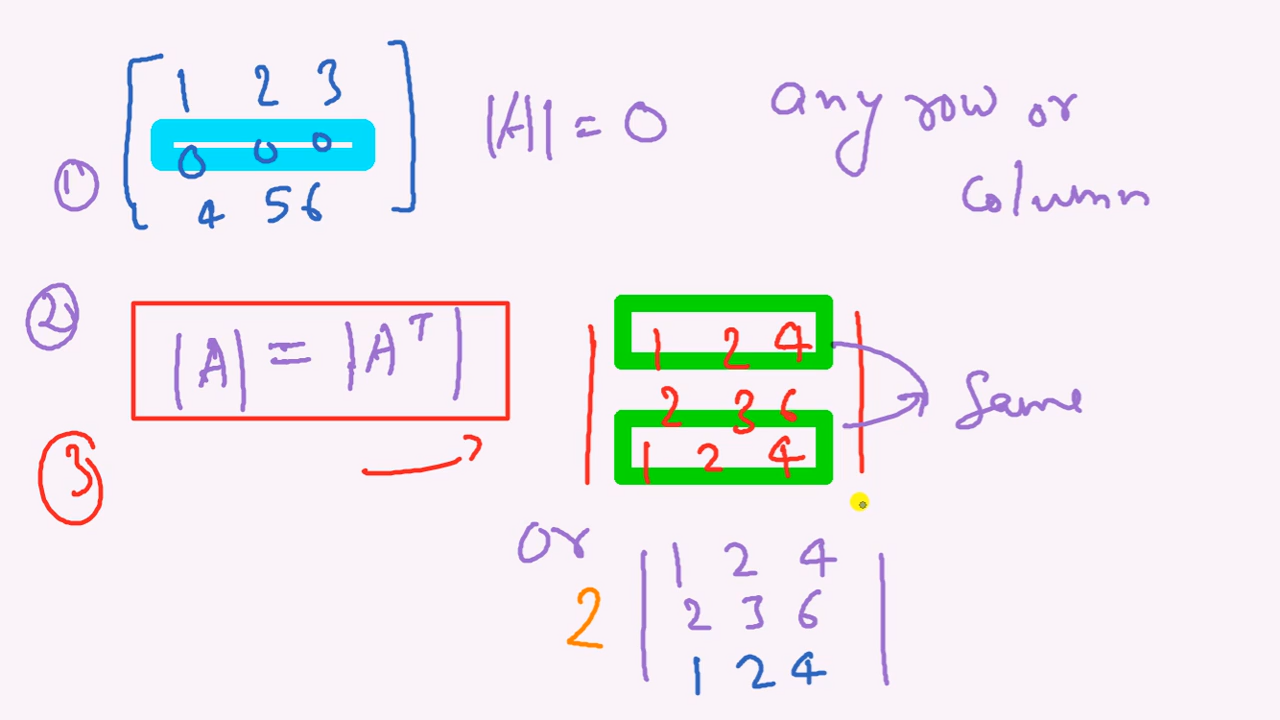 ① [1 2 3
0 0 0
4 5 6] |A| = 0 any row or column
② |A| = |Aᵀ|
③ |1 2 4
2 3 6
1 2 4| Same
or
2 |1 2 4
2 3 6
1 2 4|